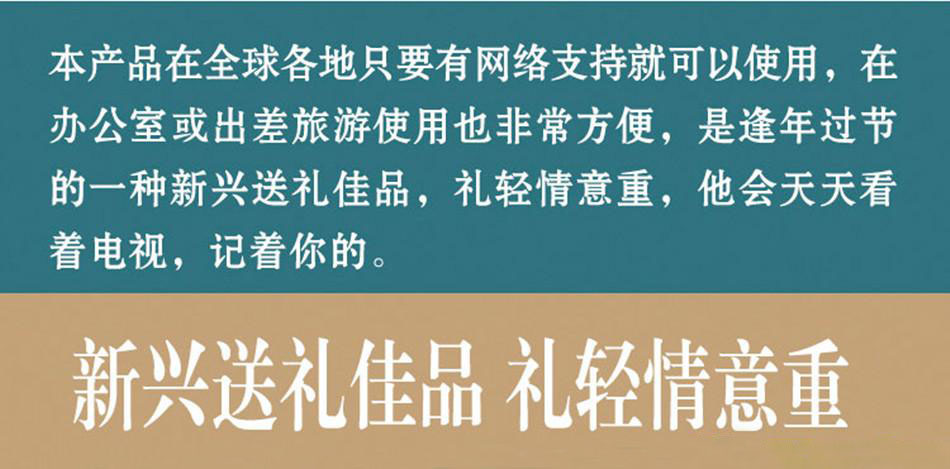 本产品在全球各地只要有网络支持就可以使用，在
办公室或出差旅游使用也非常方便，是逢年过节
的一种新兴送礼佳品，礼轻情意重，他会天天看
着电视，记着你的。
新兴送礼佳品 礼轻情意重